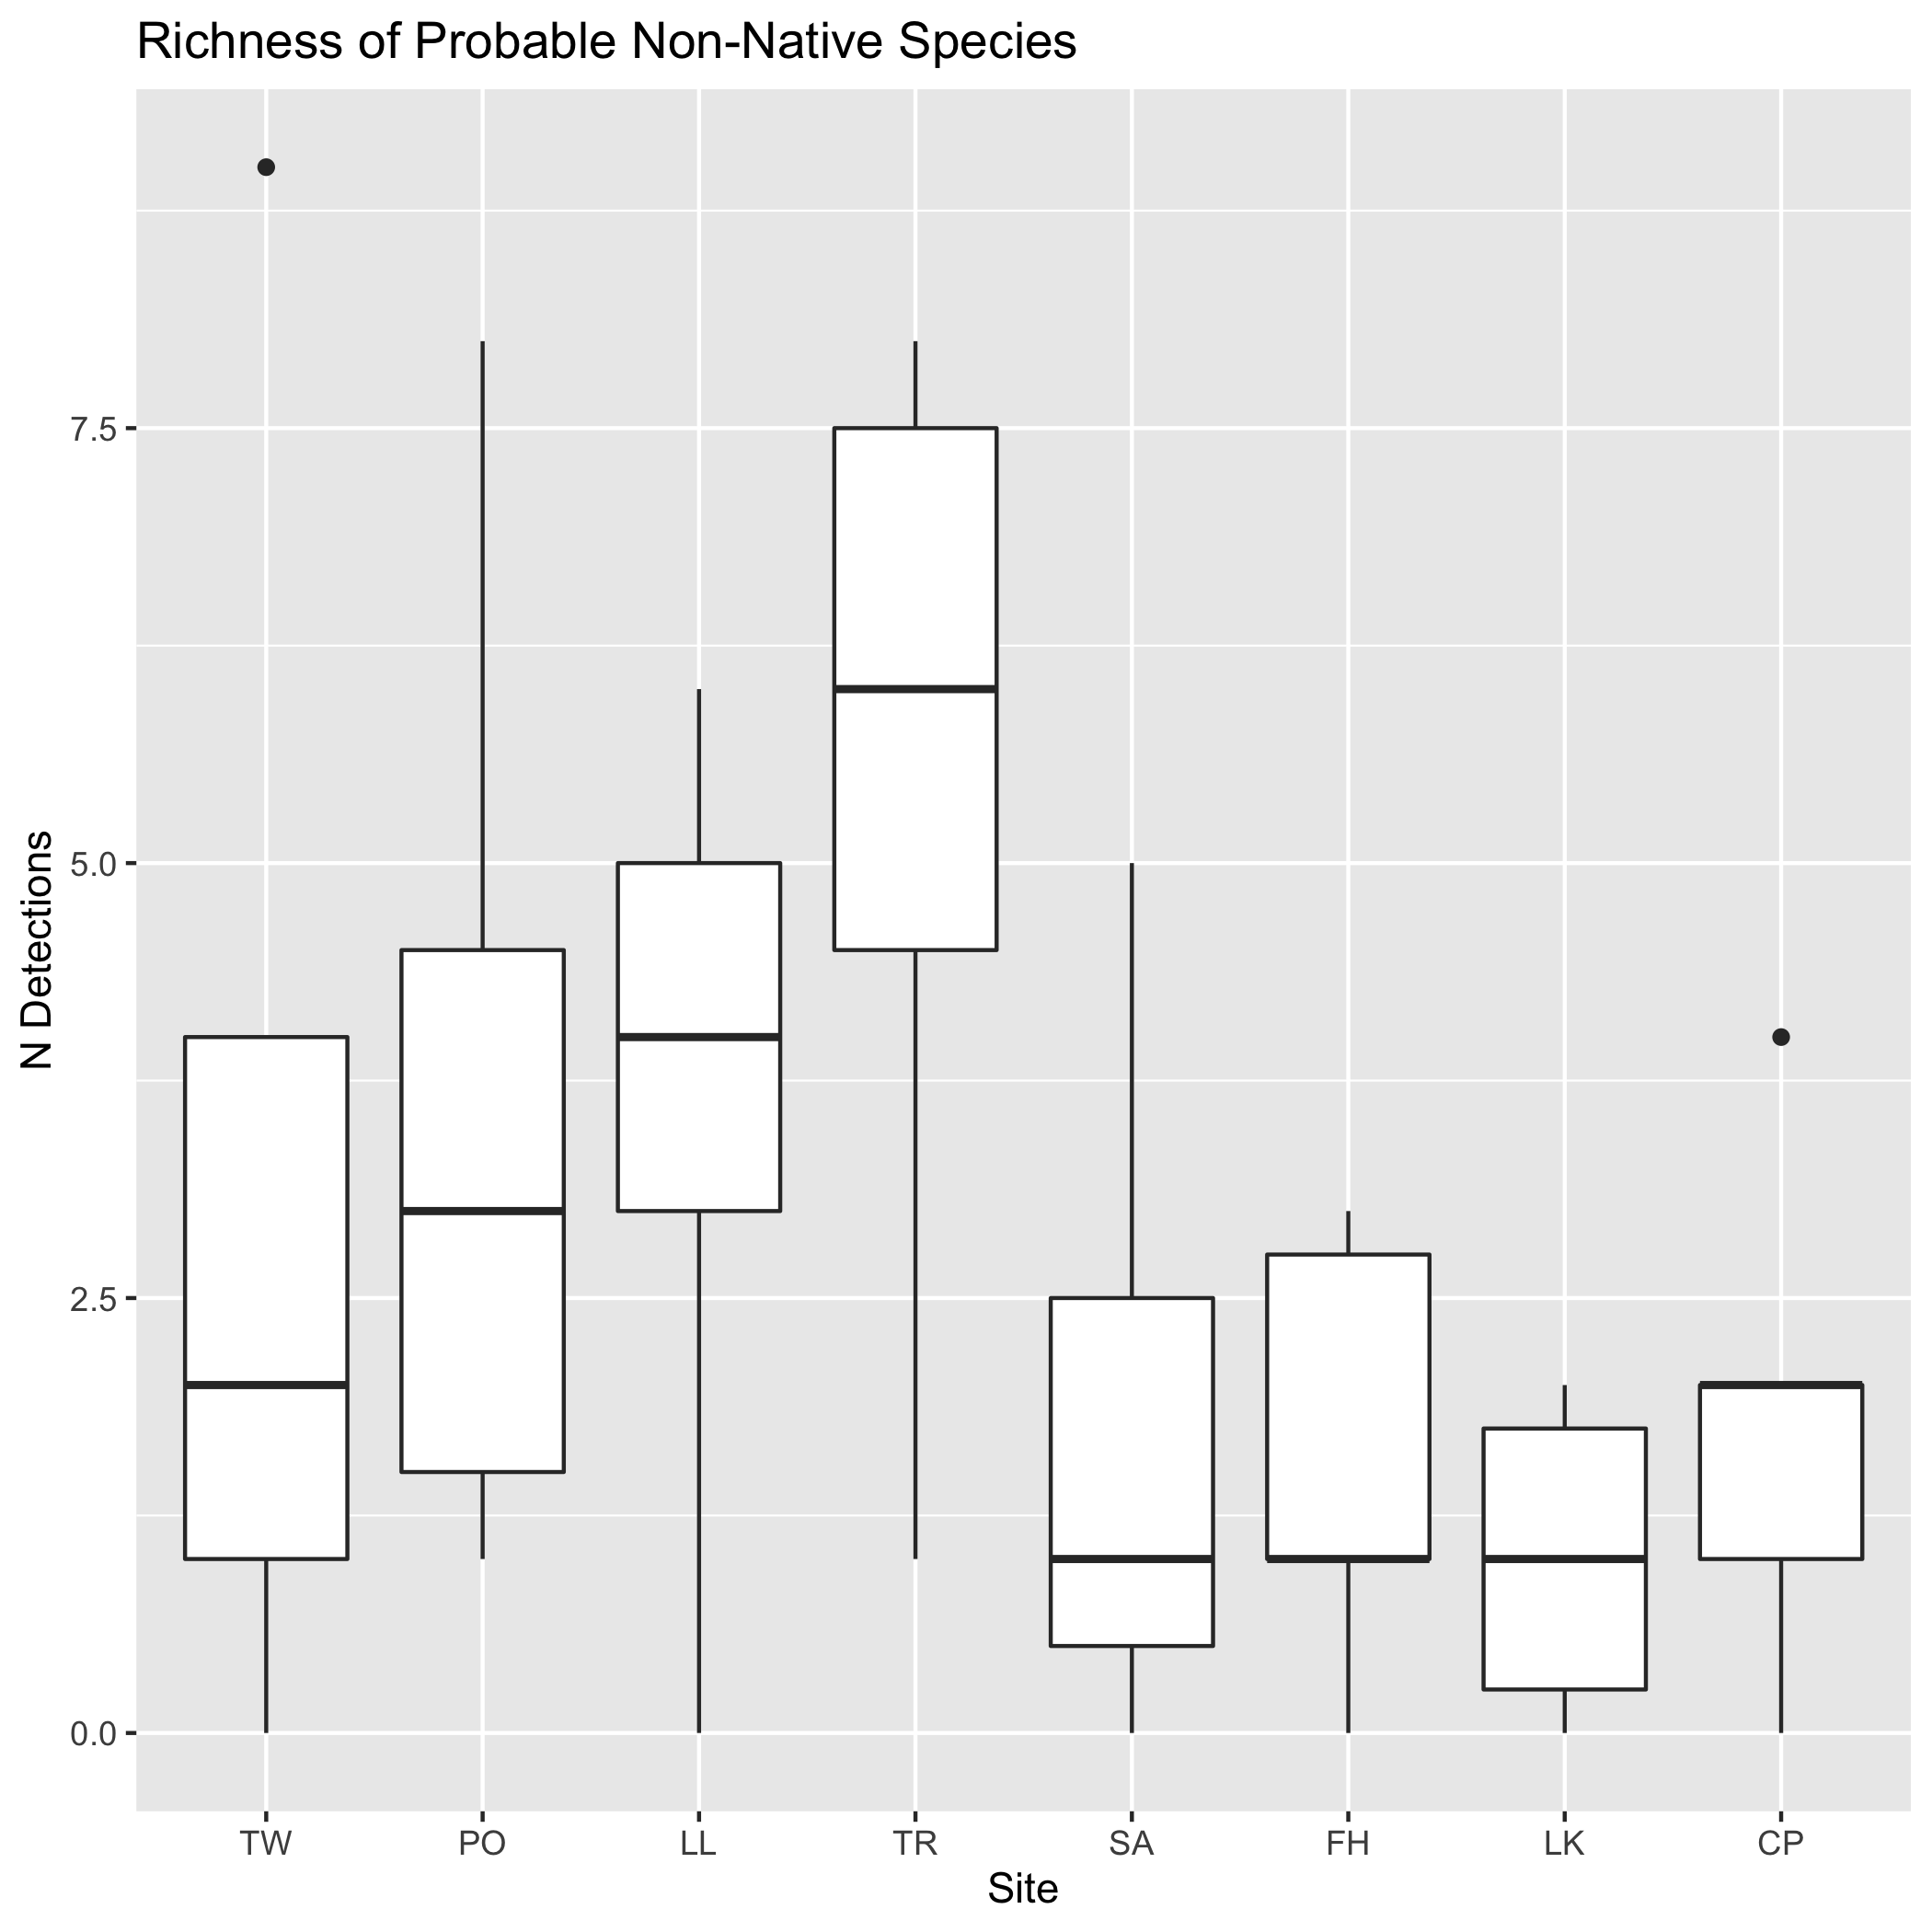 Richness of Probable Non-Native Species
N Detections
7.5
5.0
2.5
0.0
TW PO LL TR SA FH LK CP
Site